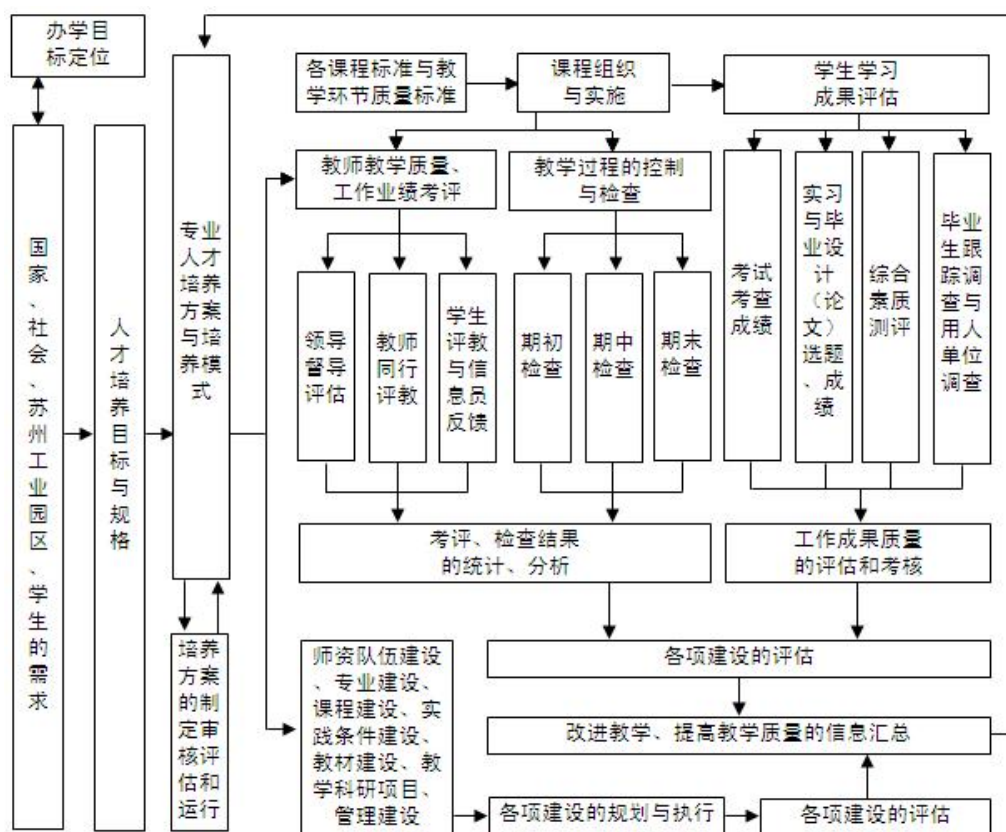 办学目
标定位
国家、社会、苏州工业园区、学生的需求
人才培养目标与规格
专业
人才
培养
方案
与培
养模
式
培养
方案
的制
定审
核评
估和
运行
各课程标准与教
学环节质量标准
课程组织
与实施
学生学习
成果评估
教师教学质量、
工作业绩考评
教学过程的控制
与检查
领导
督导
评估
教师
同行
评教
学生
评教
与信
息员
反馈
期初
检查
期中
检查
期末
检查
考试
考查
成绩
实习
与毕
业设
计
（论
文）
选题
、成
绩
综合
素质
测评
毕业
生跟
踪调
查与
用人
单位
调查
考评、检查结果
的统计、分析
工作成果质量
的评估和考核
师资队伍建设
、专业建设、
课程建设、实
践条件建设、
教材建设、教
学科研项目、
管理建设
各项建设的评估
改进教学、提高教学质量的信息汇总
各项建设的规划与执行
各项建设的评估